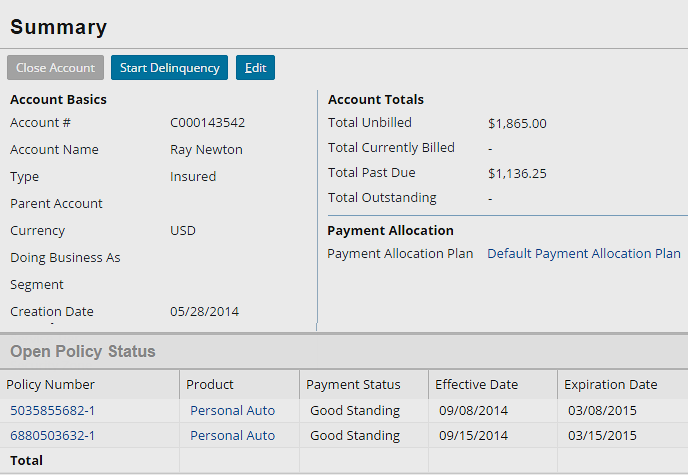 Summary
Close Account Start Delinquency Edit
Account Basics
Account # C000143542
Account Name Ray Newton
Type Insured
Parent Account
Currency USD
Doing Business As
Segment
Creation Date 05/28/2014
Account Totals
Total Unbilled $1,865.00
Total Currently Billed -
Total Past Due $1,136.25
Total Outstanding -
Payment Allocation
Payment Allocation Plan Default Payment Allocation Plan
Open Policy Status
Policy Number Product Payment Status Effective Date Expiration Date
5035855682-1 Personal Auto Good Standing 09/08/2014 03/08/2015
6880503632-1 Personal Auto Good Standing 09/15/2014 03/15/2015
Total